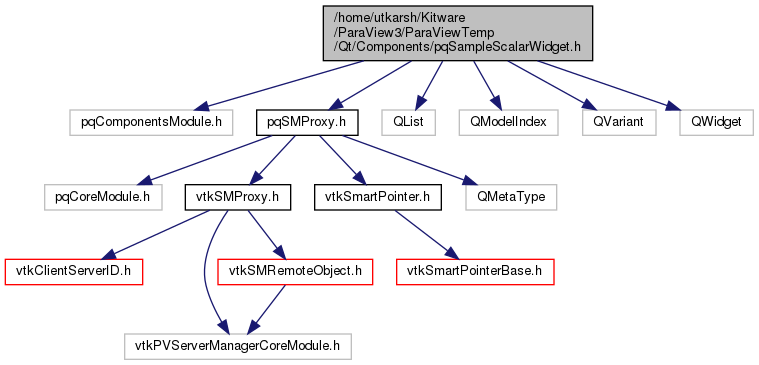 /home/utkarsh/Kitware
/ParaView3/ParaViewTemp
/Qt/Components/pqSampleScalarWidget.h
pqComponentsModule.h
pqSMProxy.h
QList
QModelIndex
QVariant
QWidget
pqCoreModule.h
vtkSMProxy.h
vtkSmartPointer.h
QMetaType
vtkClientServerID.h
vtkSMRemoteObject.h
vtkSmartPointerBase.h
vtkPVServerManagerCoreModule.h